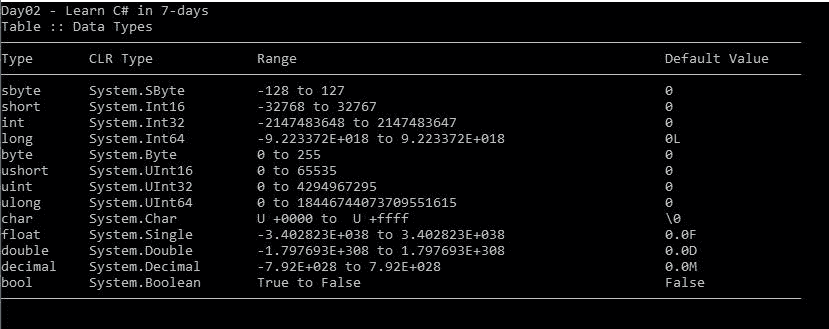 Day02 - Learn C# in 7-days
Table :: Data Types
Type CLR Type Range Default Value
sbyte System.SByte -128 to 127 0
short System.Int16 -32768 to 32767 0
int System.Int32 -2147483648 to 2147483647 0
long System.Int64 -9.223372E+018 to 9.223372E+018 0L
byte System.Byte 0 to 255 0
ushort System.UInt16 0 to 65535 0
uint System.UInt32 0 to 4294967295 0
ulong System.UInt64 0 to 18446744073709551615 0
char System.Char U +0000 to  U +ffff \0
float System.Single -3.402823E+038 to 3.402823E+038 0.0F
double System.Double -1.797693E+308 to 1.797693E+308 0.0D
decimal System.Decimal -7.92E+028 to 7.92E+028 0.0M
bool System.Boolean True to False False